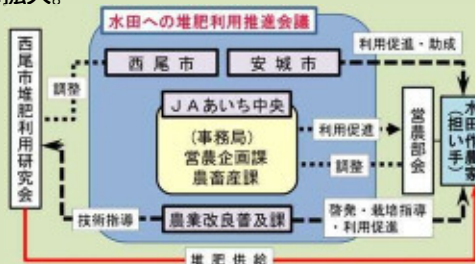 水田への堆肥利用推進会議
西尾市
安城市
利用促進・助成
調整
西尾市堆肥利用研究会
JAあいち中央
(事務局)
営農企画課
農畜産課
利用促進
調整
営農部会
水田作農家
(担い手)
技術指導
農業改良普及課
啓発・栽培指導
・利用促進
堆肥供給